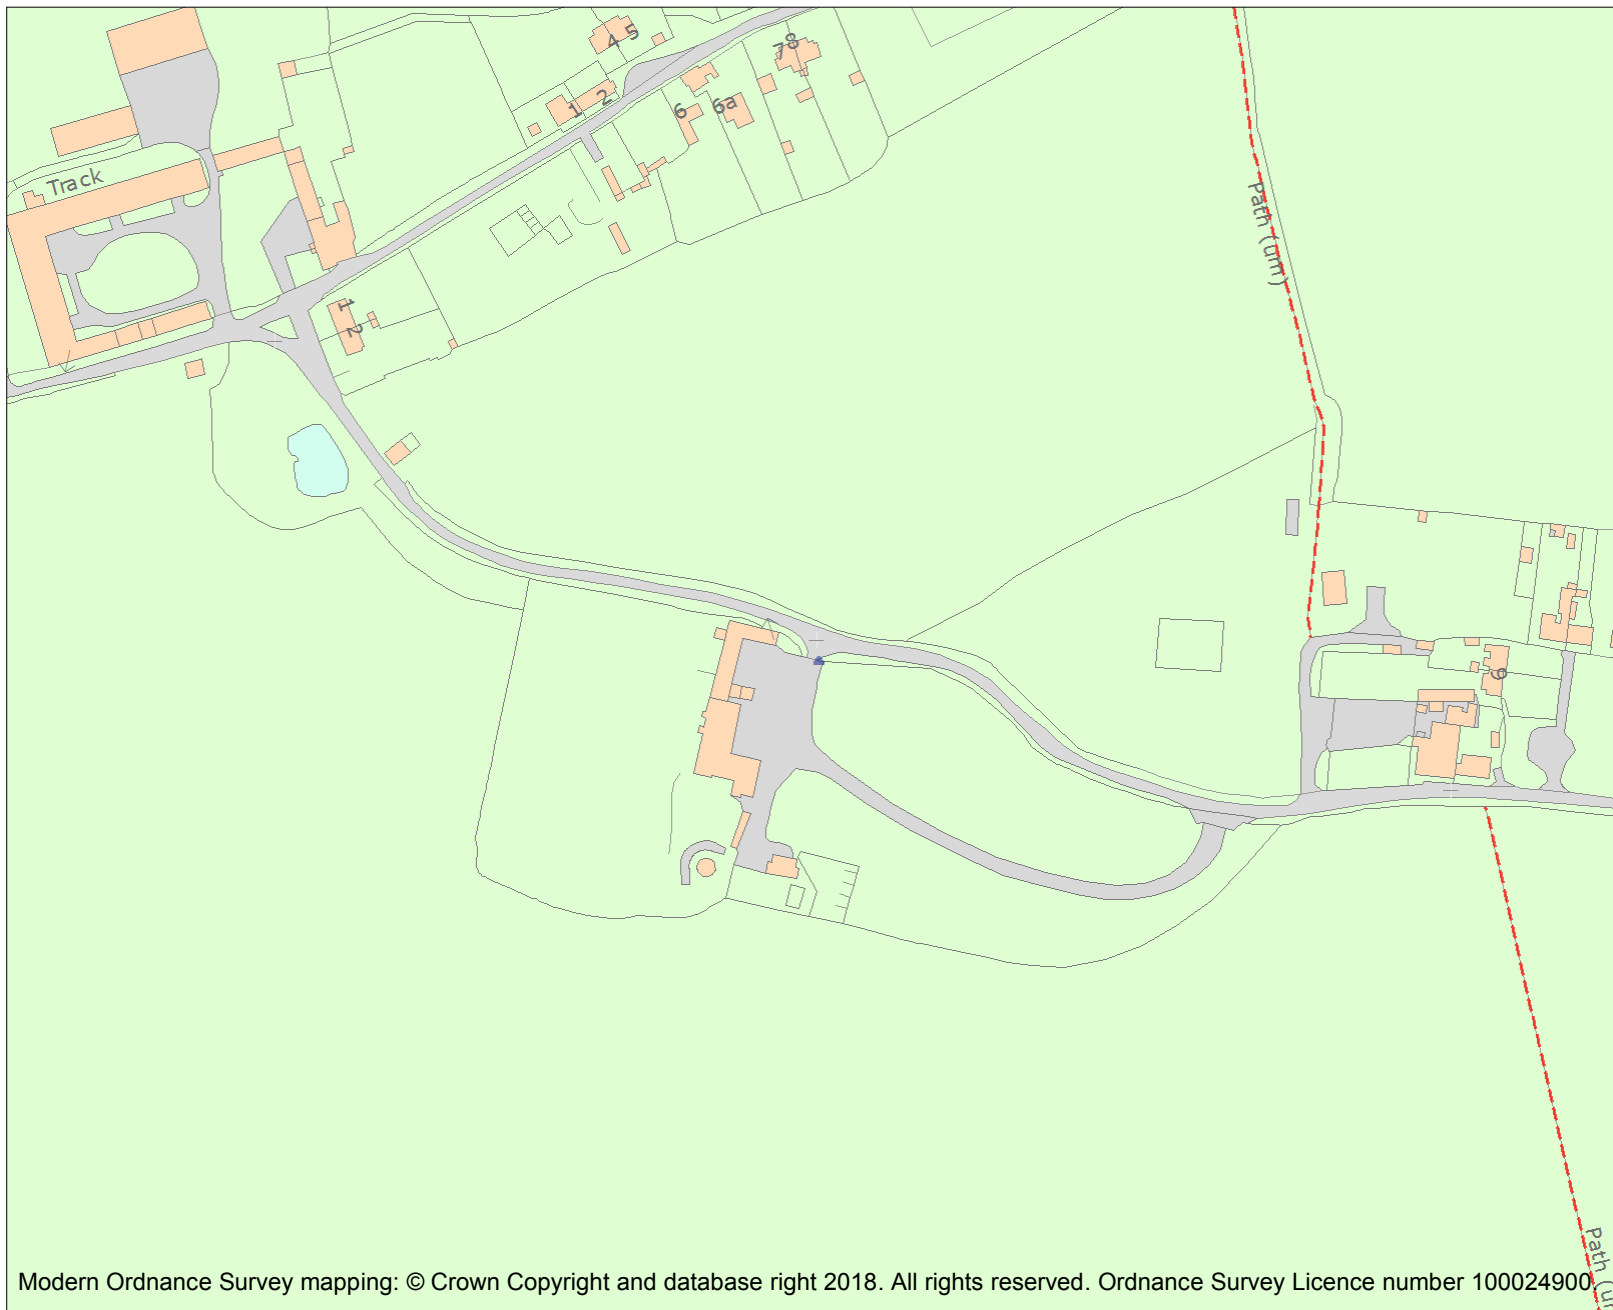 4 5
7 8
1 2
6 6a
Track
Path (um)
1
2
9
Path (u
Modern Ordnance Survey mapping: © Crown Copyright and database right 2018. All rights reserved. Ordnance Survey Licence number 100024900